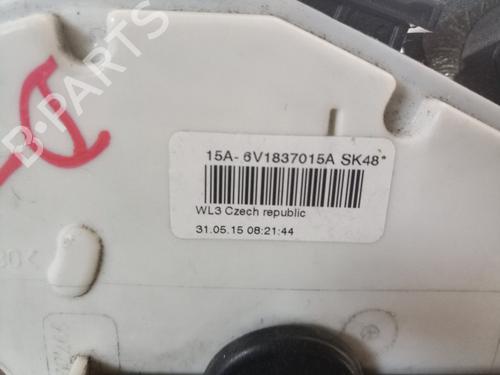 B-PARTS
15A- 6V1837015A SK48*
WL3 Czech republic
31.05.15 08:21:44